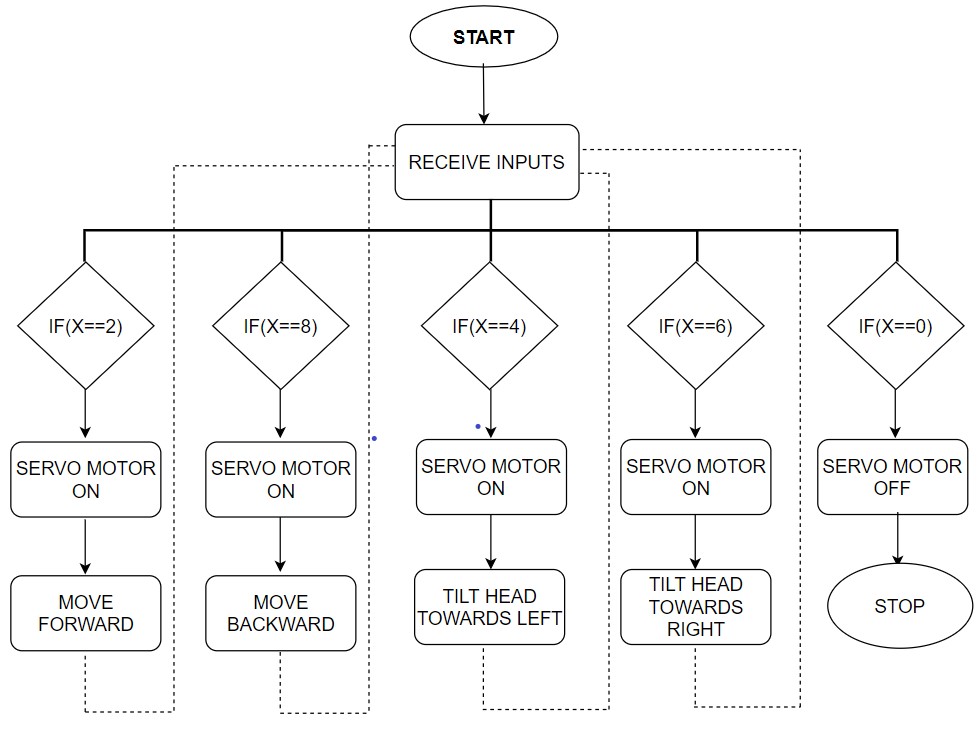 START
RECEIVE INPUTS
IF(X==2)
IF(X==8)
IF(X==4)
IF(X==6)
IF(X==0)
SERVO MOTOR
ON
SERVO MOTOR
ON
SERVO MOTOR
ON
SERVO MOTOR
ON
SERVO MOTOR
OFF
MOVE
FORWARD
MOVE
BACKWARD
TILT HEAD
TOWARDS LEFT
TILT HEAD
TOWARDS
RIGHT
STOP